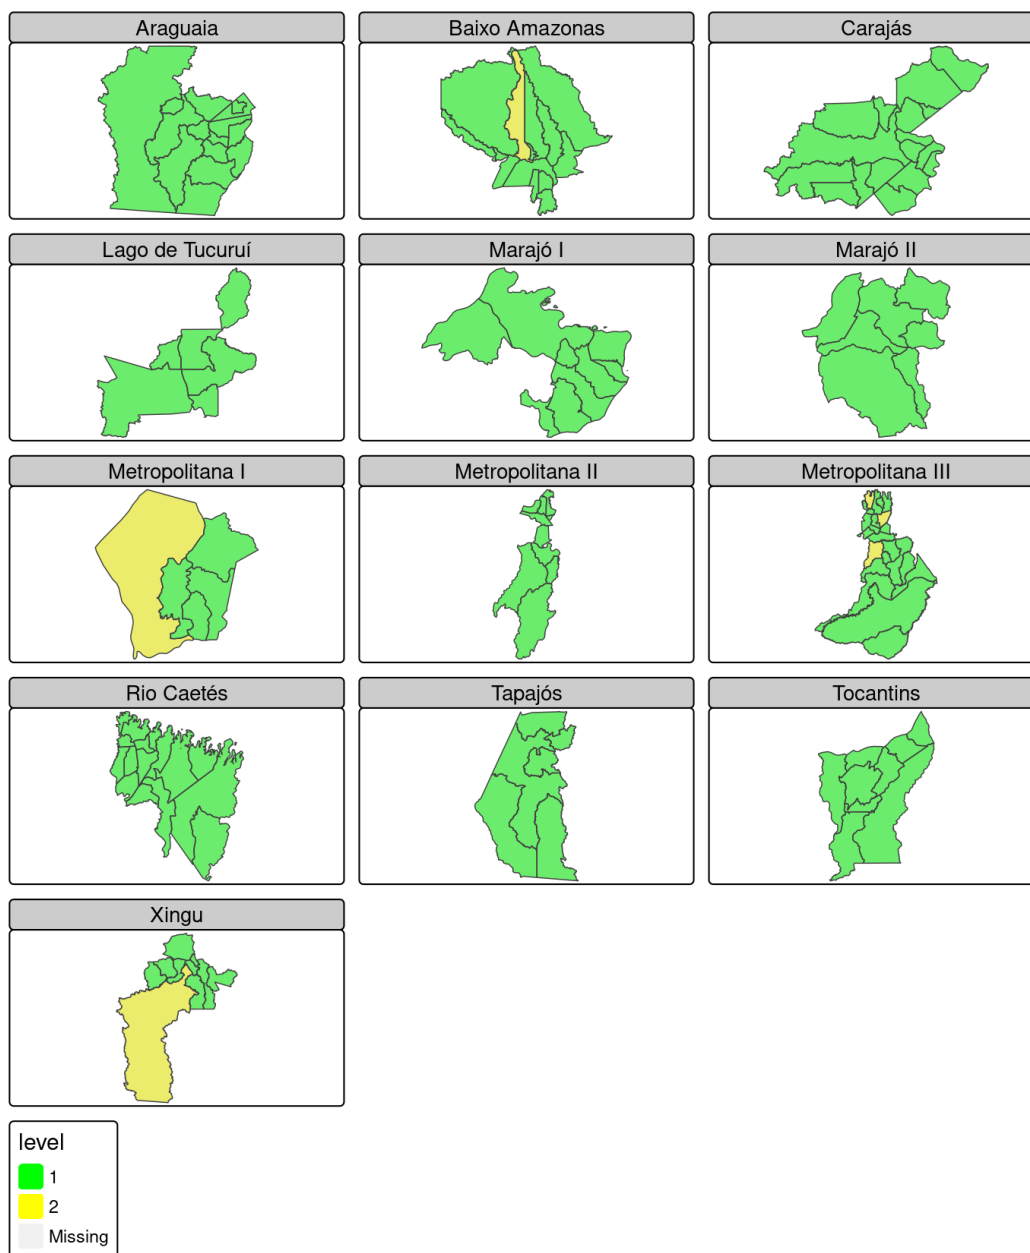 Araguaia
Baixo Amazonas
Carajás
Lago de Tucuruí
Marajó I
Marajó II
Metropolitana I
Metropolitana II
Metropolitana III
Rio Caetés
Tapajós
Tocantins
Xingu
level
1
2
Missing